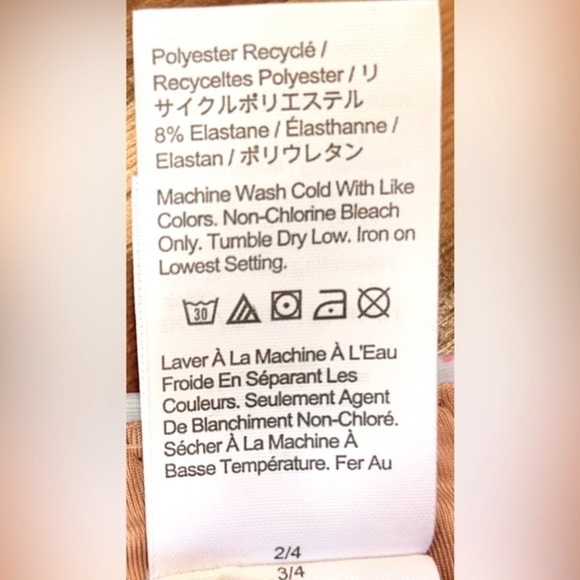 Polyester Recyclé /
Recyceltes Polyester / リ
サイクルポリエステル
8% Elastane / Élasthanne /
Elastan / ポリウレタン
Machine Wash Cold With Like
Colors. Non-Chlorine Bleach
Only. Tumble Dry Low. Iron on
Lowest Setting.
30
Laver À La Machine À L'Eau
Froide En Séparant Les
Couleurs. Seulement Agent
De Blanchiment Non-Chloré.
Sécher À La Machine À
Basse Température. Fer Au
2/4
3/4